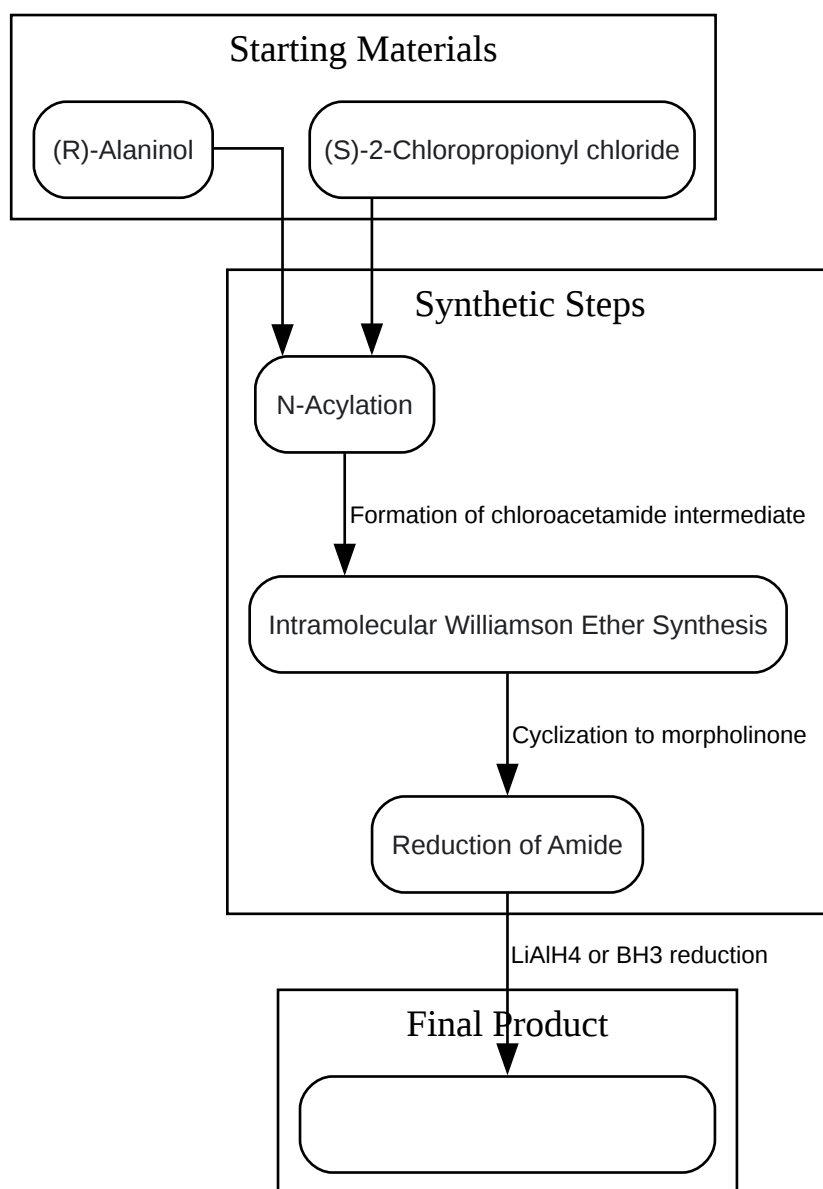 Starting Materials
(R)-Alaninol
(S)-2-Chloropropionyl chloride
Synthetic Steps
N-Acylation
Formation of chloroacetamide intermediate
Intramolecular Williamson Ether Synthesis
Cyclization to morpholinone
Reduction of Amide
LiAlH4 or BH3 reduction
Final Product